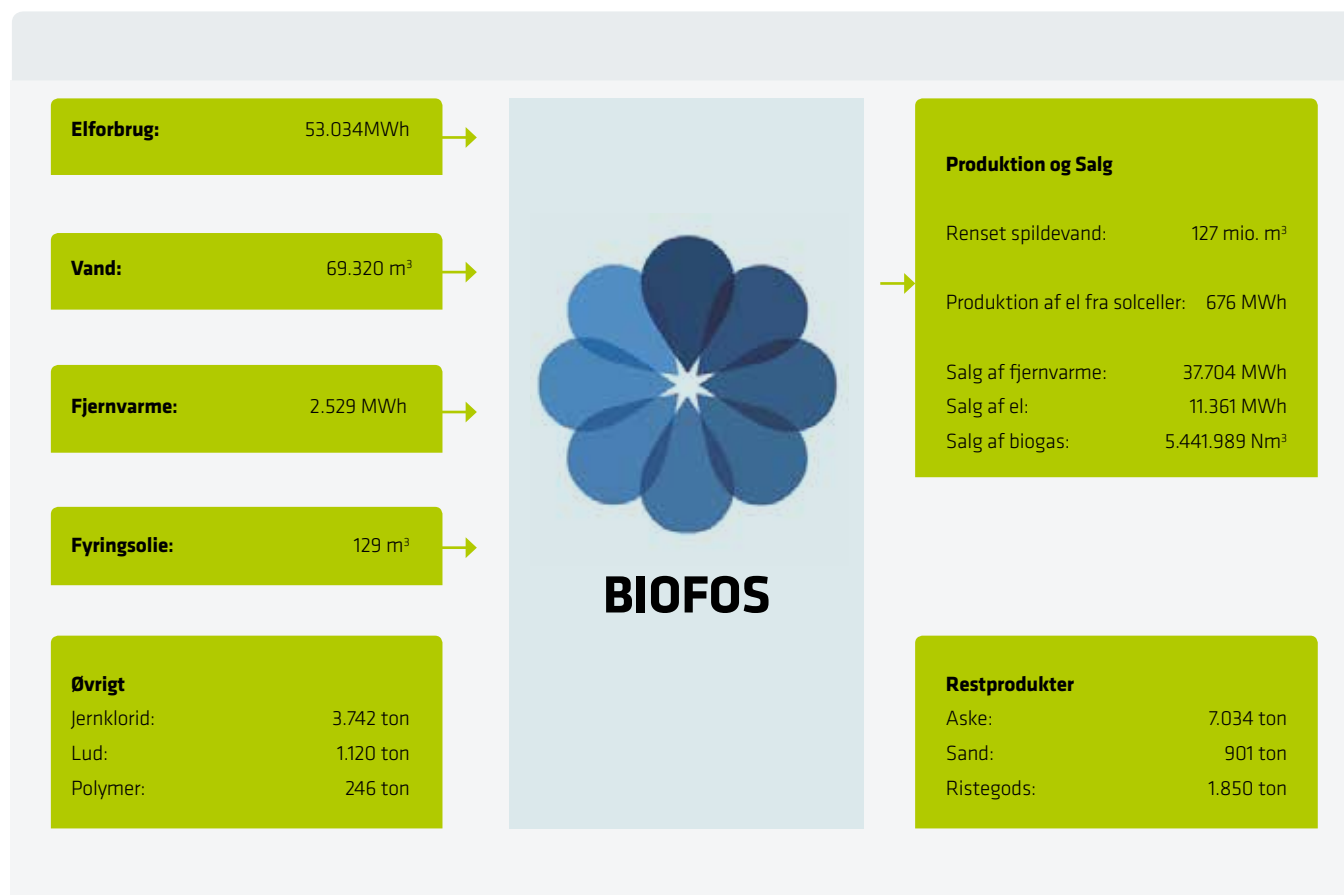 Elforbrug: 53.034MWh
Vand: 69.320 m³
Fjernvarme: 2.529 MWh
Fyringsolie: 129 m³
Øvrigt
Jernklorid: 3.742 ton
Lud: 1.120 ton
Polymer: 246 ton
BIOFOS
Produktion og Salg
Renset spildevand: 127 mio. m³
Produktion af el fra solceller: 676 MWh
Salg af fjernvarme: 37.704 MWh
Salg af el: 11.361 MWh
Salg af biogas: 5.441.989 Nm³
Restprodukter
Aske: 7.034 ton
Sand: 901 ton
Ristegods: 1.850 ton